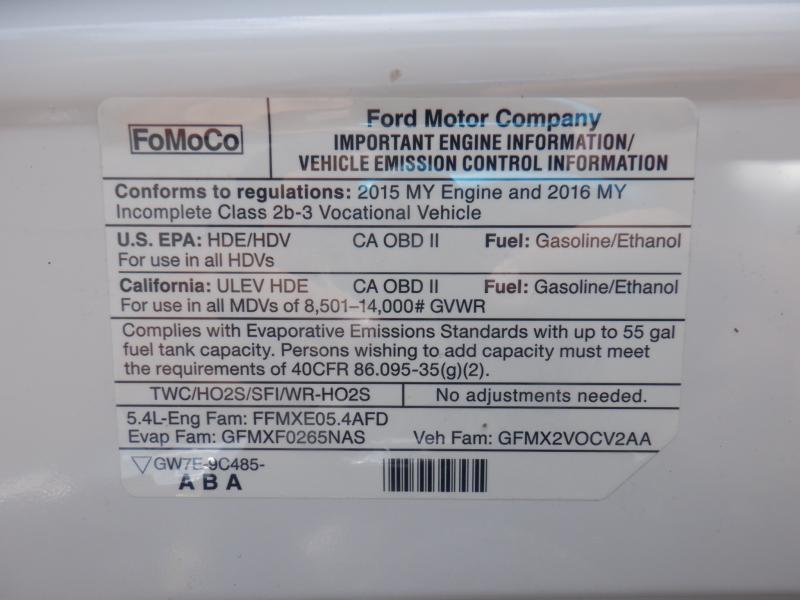 FoMoCo
Ford Motor Company
IMPORTANT ENGINE INFORMATION/
VEHICLE EMISSION CONTROL INFORMATION
Conforms to regulations: 2015 MY Engine and 2016 MY
Incomplete Class 2b-3 Vocational Vehicle
U.S. EPA: HDE/HDV CA OBD II Fuel: Gasoline/Ethanol
For use in all HDVs
California: ULEV HDE CA OBD II Fuel: Gasoline/Ethanol
For use in all MDVs of 8,501–14,000# GVWR
Complies with Evaporative Emissions Standards with up to 55 gal
fuel tank capacity. Persons wishing to add capacity must meet
the requirements of 40CFR 86.095-35(g)(2).
TWC/HO2S/SFI/WR-HO2S No adjustments needed.
5.4L-Eng Fam: FFMXE05.4AFD
Evap Fam: GFMXF0265NAS Veh Fam: GFMX2VOCV2AA
GW7E-9C485-
A B A